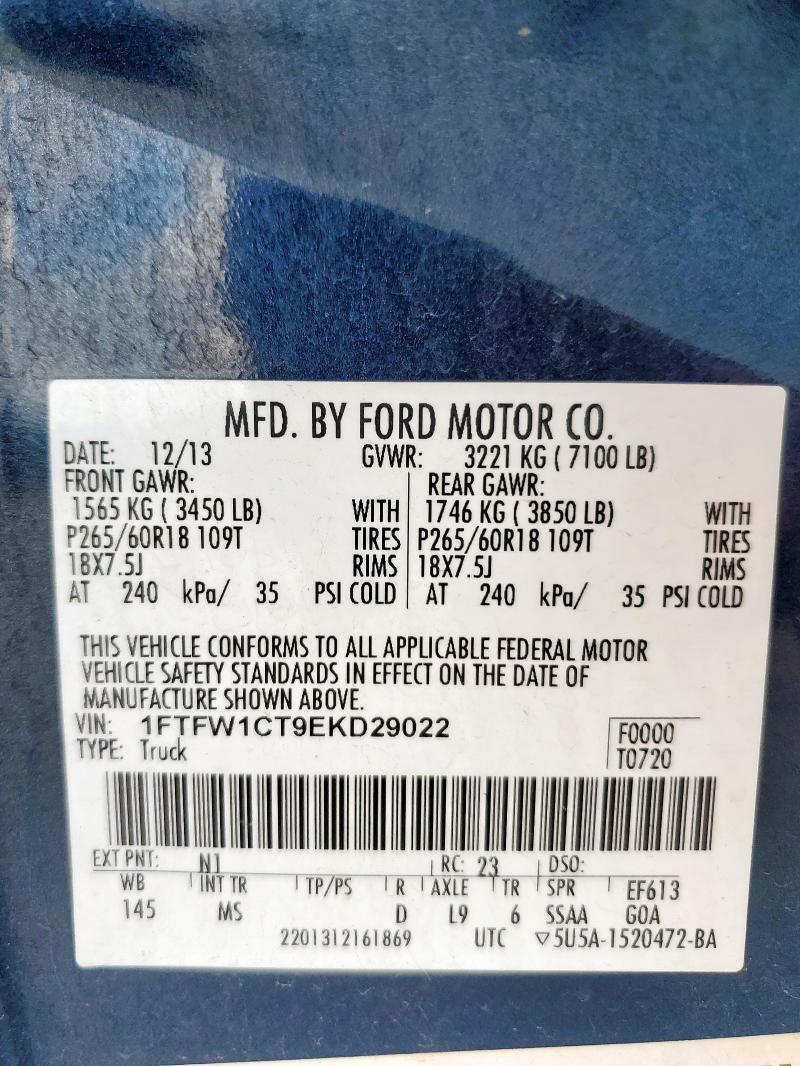 MFD. BY FORD MOTOR CO.
DATE: 12/13 GVWR: 3221 KG ( 7100 LB)
FRONT GAWR: REAR GAWR:
1565 KG ( 3450 LB) WITH 1746 KG ( 3850 LB) WITH
P265/60R18 109T TIRES P265/60R18 109T TIRES
18X7.5J RIMS 18X7.5J RIMS
AT 240 kPa/ 35 PSI COLD AT 240 kPa/ 35 PSI COLD
THIS VEHICLE CONFORMS TO ALL APPLICABLE FEDERAL MOTOR
VEHICLE SAFETY STANDARDS IN EFFECT ON THE DATE OF
MANUFACTURE SHOWN ABOVE.
VIN: 1FTFW1CT9EKD29022 F0000
TYPE: Truck T0720
EXT PNT: N1 RC: 23 DSO:
WB INT TR TP/PS R AXLE TR SPR EF613
145 MS D L9 6 SSAA GOA
2201312161869 UTC ▽5U5A-1520472-BA